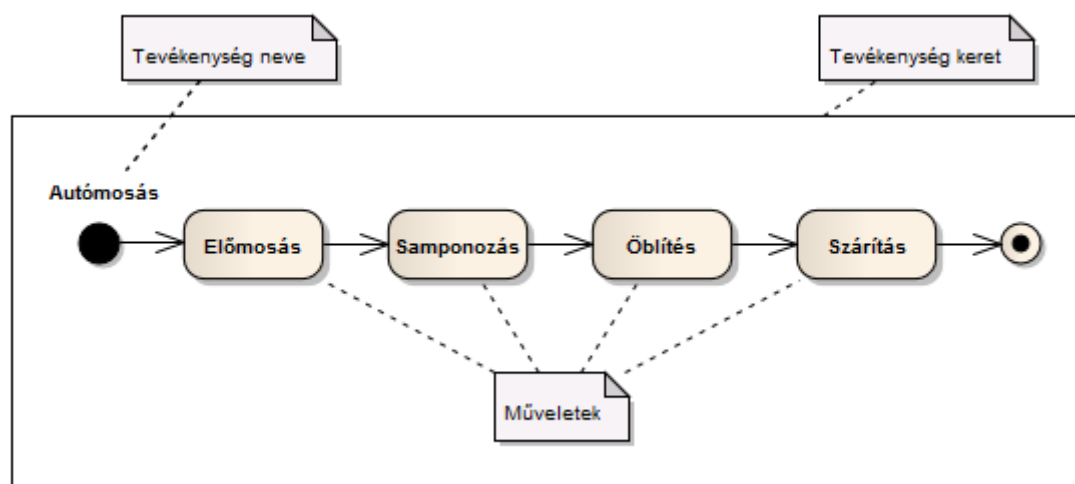 Tevékenység neve
Tevékenység keret
Autómosás
Előmosás
Samponozás
Öblítés
Szárítás
Műveletek